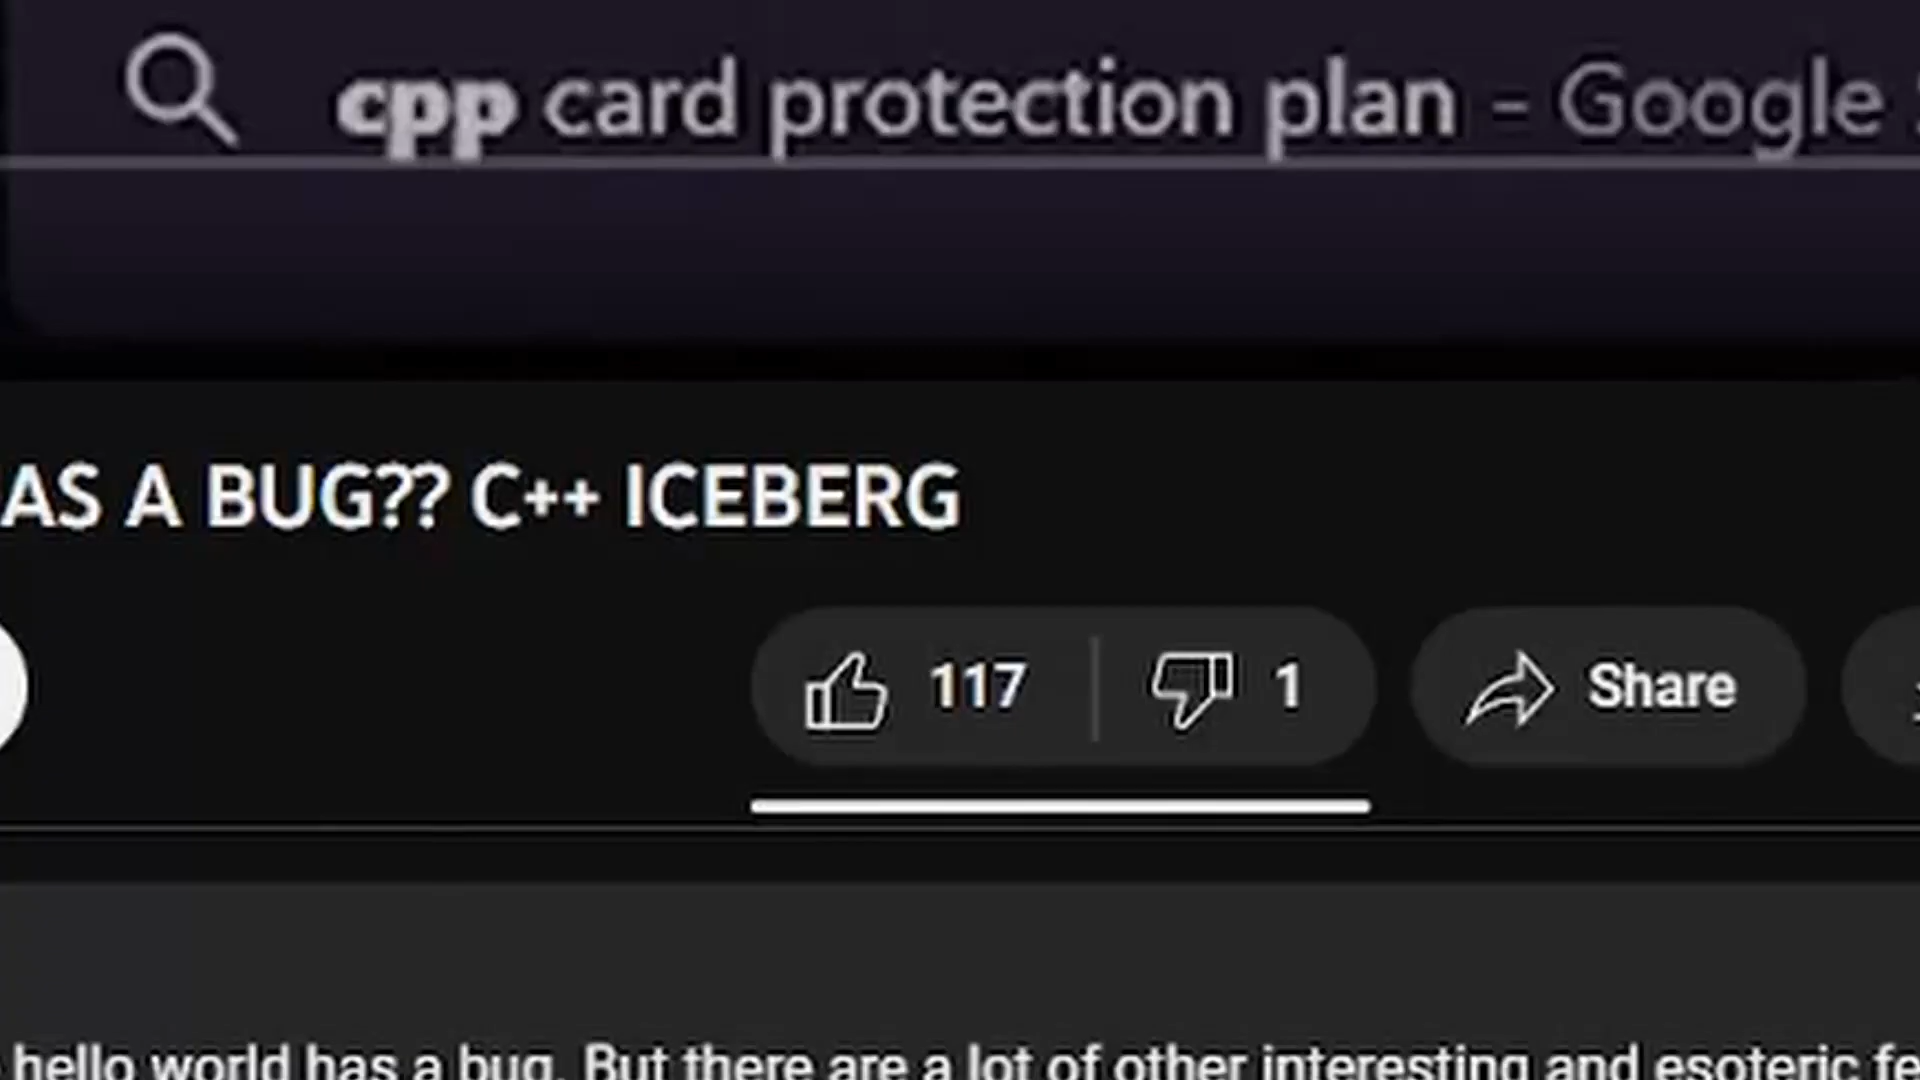 cpp card protection plan - Google
AS A BUG?? C++ ICEBERG
117 1 Share
hello world has a bug. But there are a lot of other interesting and esoteric fe